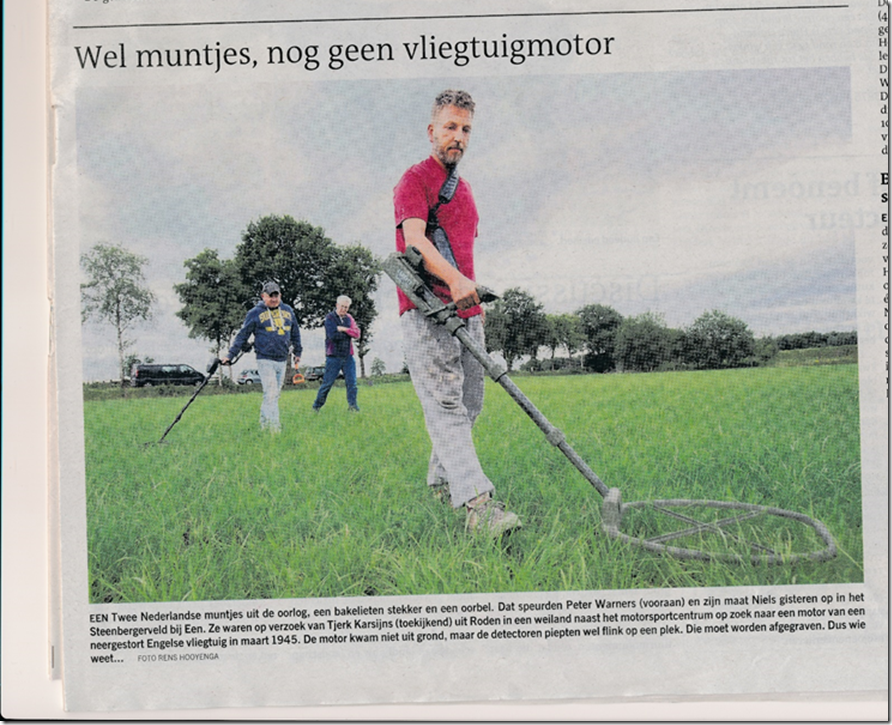 Wel muntjes, nog geen vliegtuigmotor
EEN Twee Nederlandse muntjes uit de oorlog, een bakelieten stekker en een oorbel. Dat speurden Peter Warners (vooraan) en zijn maat Niels gisteren op in het
Steenbergerveld bij Een. Ze waren op verzoek van Tjerk Karsijns (toekijkend) uit Roden in een weiland naast het motorsportcentrum op zoek naar een motor van een
neergestort Engelse vliegtuig in maart 1945. De motor kwam niet uit grond, maar de detectoren piepten wel flink op een plek. Die moet worden afgegraven. Dus wie
weet... FOTO RENS HOOYENGA